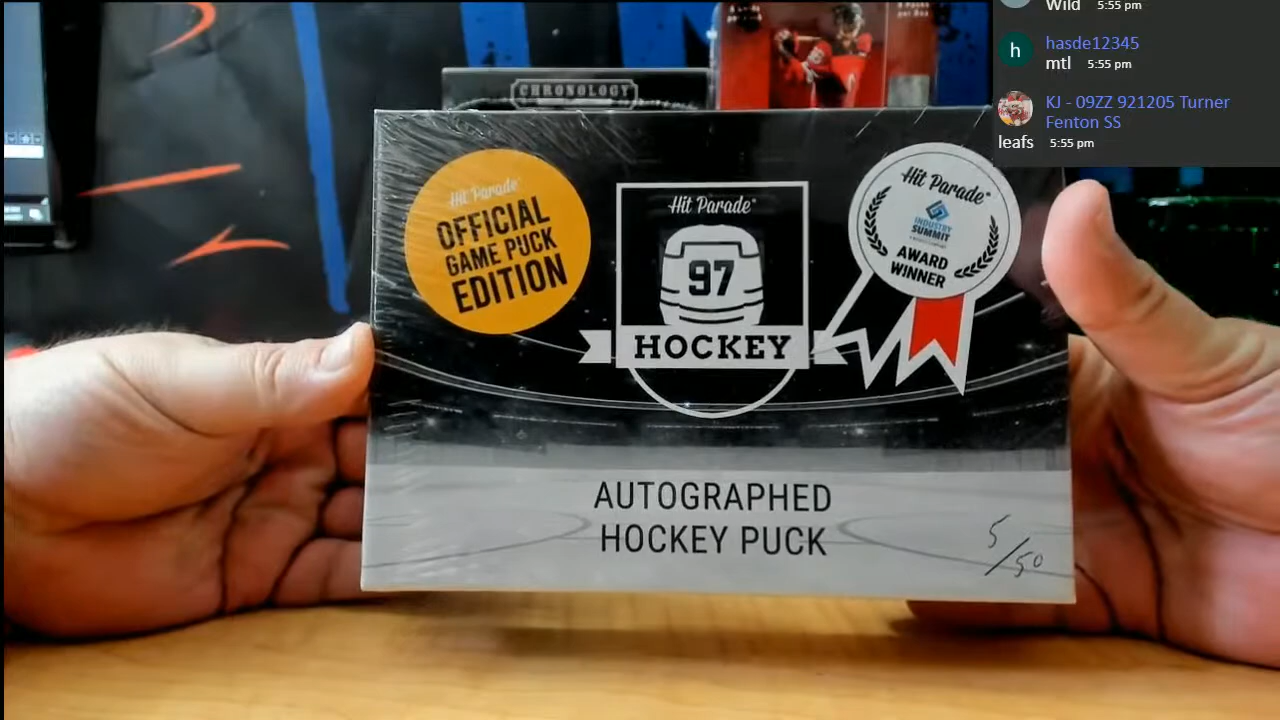 Wild 5:55 pm
h
hasde12345
mtl 5:55 pm
KJ - 09ZZ 921205 Turner
Fenton SS
leafs 5:55 pm
CHRONOLOGY
Hit Parade
OFFICIAL
GAME PUCK
EDITION
Hit Parade
97
HOCKEY
Hit Parade
INDUSTRY
SUMMIT
AWARD
WINNER
AUTOGRAPHED
HOCKEY PUCK
5/50